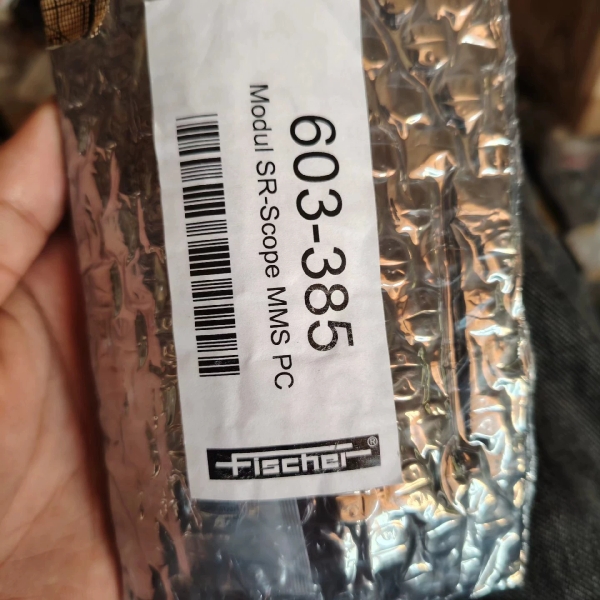 603-385
Modul SR-Scope MMS PC
Fischer®